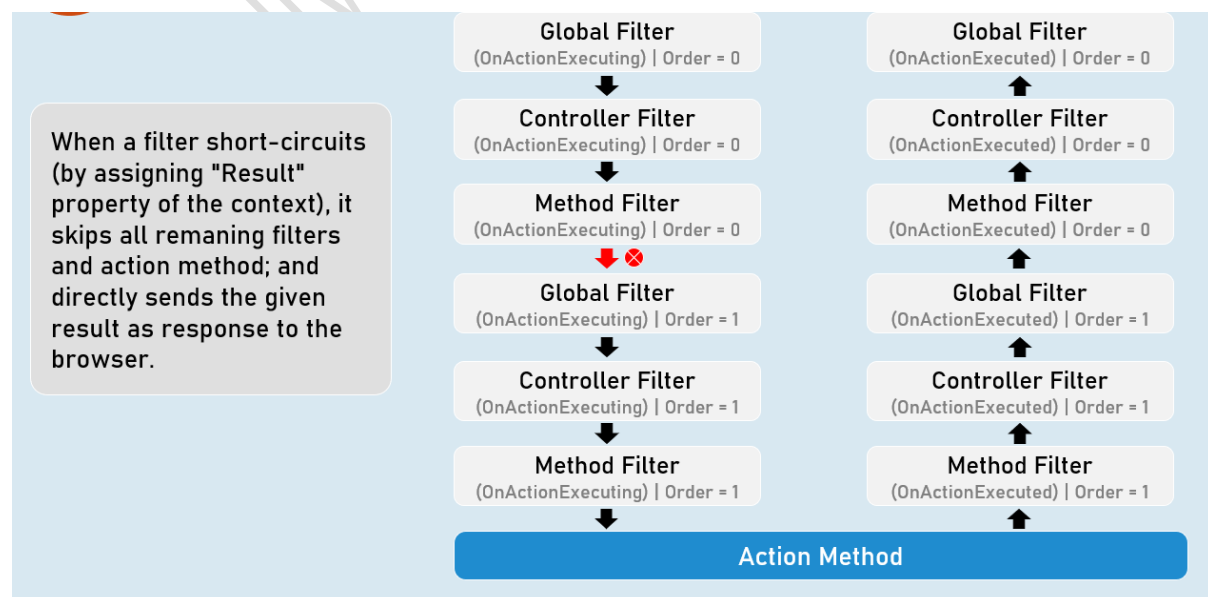 Global Filter
(OnActionExecuting) | Order = 0
Global Filter
(OnActionExecuted) | Order = 0
When a filter short-circuits
(by assigning "Result"
property of the context), it
skips all remaning filters
and action method; and
directly sends the given
result as response to the
browser.
Controller Filter
(OnActionExecuting) | Order = 0
Controller Filter
(OnActionExecuted) | Order = 0
Method Filter
(OnActionExecuting) | Order = 0
Method Filter
(OnActionExecuted) | Order = 0
Global Filter
(OnActionExecuting) | Order = 1
Global Filter
(OnActionExecuted) | Order = 1
Controller Filter
(OnActionExecuting) | Order = 1
Controller Filter
(OnActionExecuted) | Order = 1
Method Filter
(OnActionExecuting) | Order = 1
Method Filter
(OnActionExecuted) | Order = 1
Action Method